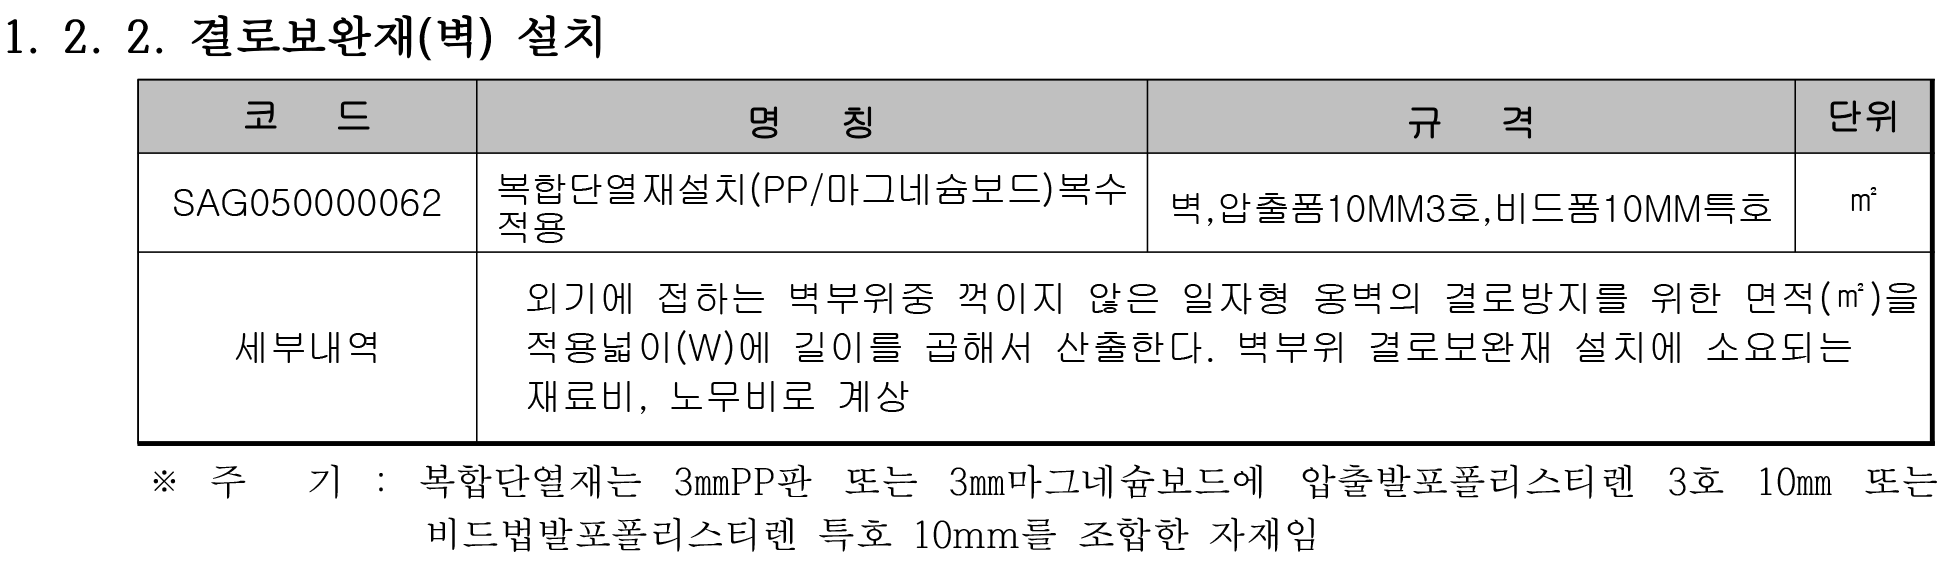 1. 2. 2. 결로보완재(벽) 설치
코 드 명 칭 규 격 단위
SAG050000062 복합단열재설치(PP/마그네슘보드)복수
적용 벽,압출폼10MM3호,비드폼10MM특호 ㎡
세부내역
외기에 접하는 벽부위중 꺽이지 않은 일자형 옹벽의 결로방지를 위한 면적(㎡)을
적용넓이(W)에 길이를 곱해서 산출한다. 벽부위 결로보완재 설치에 소요되는
재료비, 노무비로 계상
※ 주 기 : 복합단열재는 3㎜PP판 또는 3㎜마그네슘보드에 압출발포폴리스티렌 3호 10㎜ 또는
비드법발포폴리스티렌 특호 10mm를 조합한 자재임